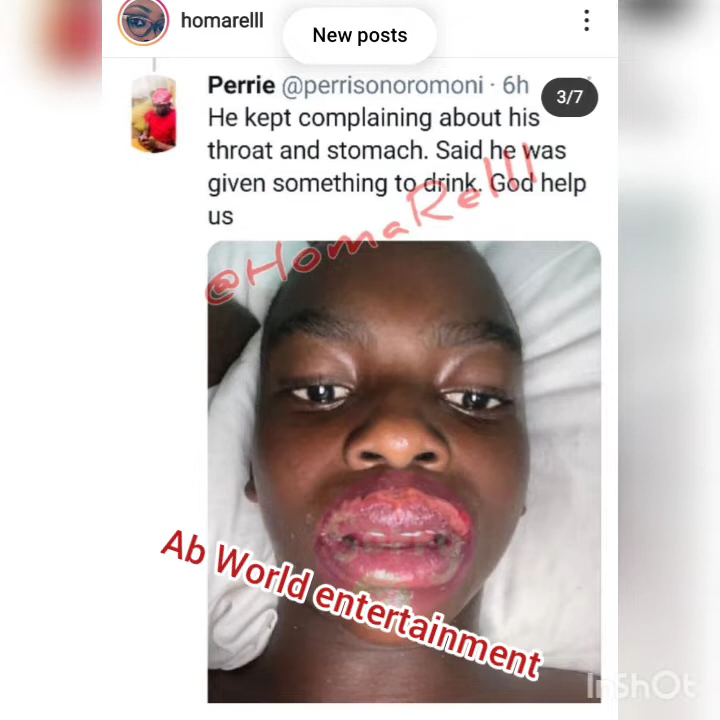 homarelll
New posts
Perrie @perrisonoromoni · 6h
3/7
He kept complaining about his
throat and stomach. Said he was
given something to drink. God help
us
@HomaRelll
Ab World entertainment
InShOt